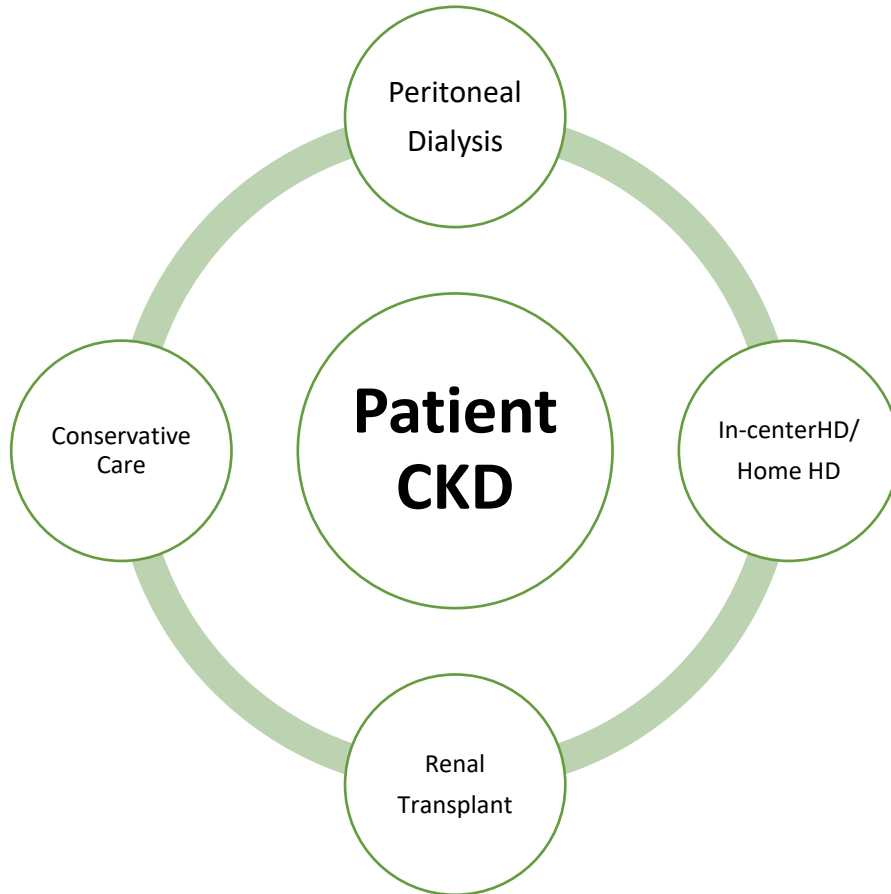 Peritoneal
Dialysis
Conservative
Care
Patient
CKD
In-centerHD/
Home HD
Renal
Transplant